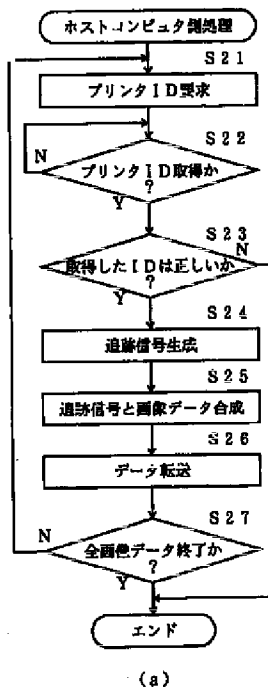 ホストコンピュタ側処理
S21
プリンタID要求
S22
N
プリンタID取得か
?
Y
S23
N
取得したIDは正しいか
?
Y
S24
追跡信号生成
S25
追跡信号と画像データ合成
S26
データ転送
S27
N
全画像データ終了か
?
Y
エンド
(a)